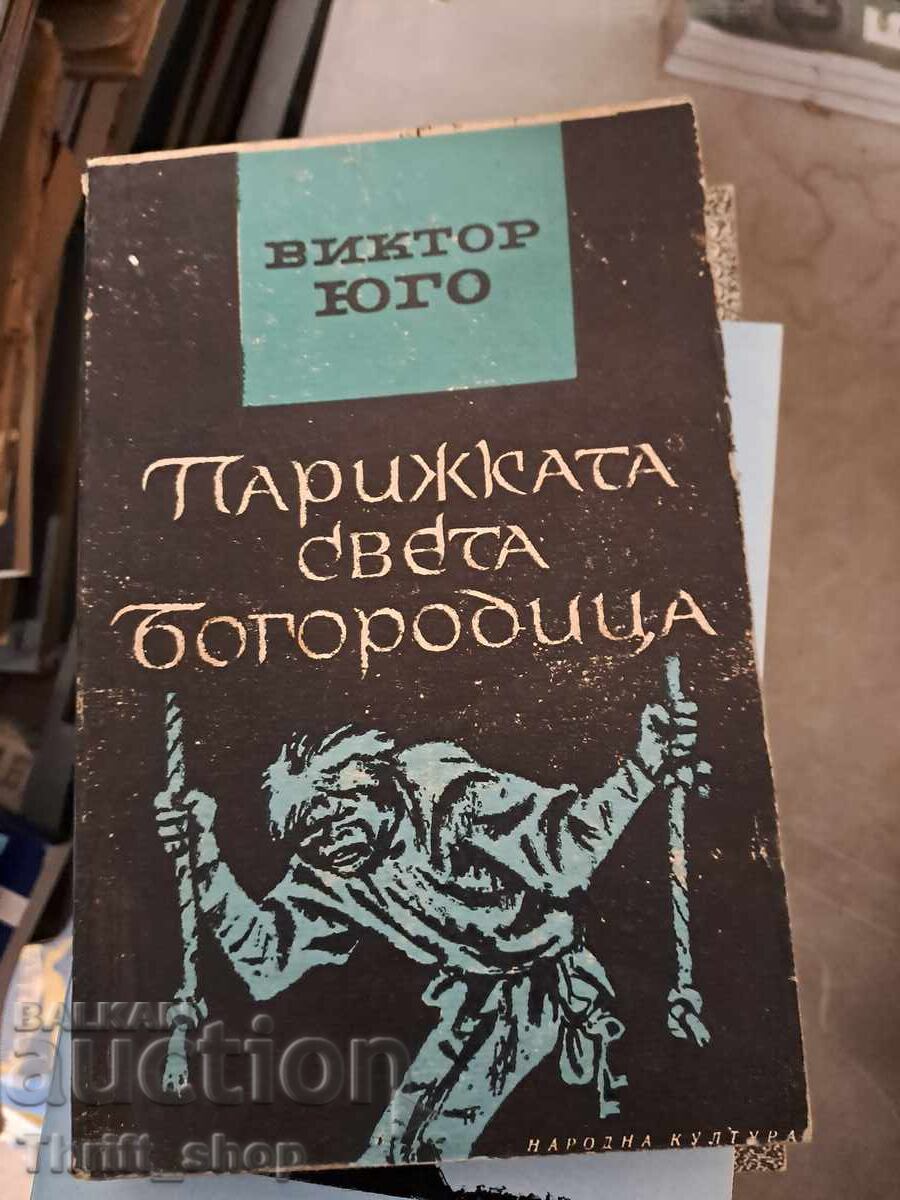 ВИКТОР
ЮГО
ПАРИЖКАТА
СВЕТА
БОГОРОДИЦА
НАРОДНА КУЛТУРА
BALKAN
auction
Thrift_shop